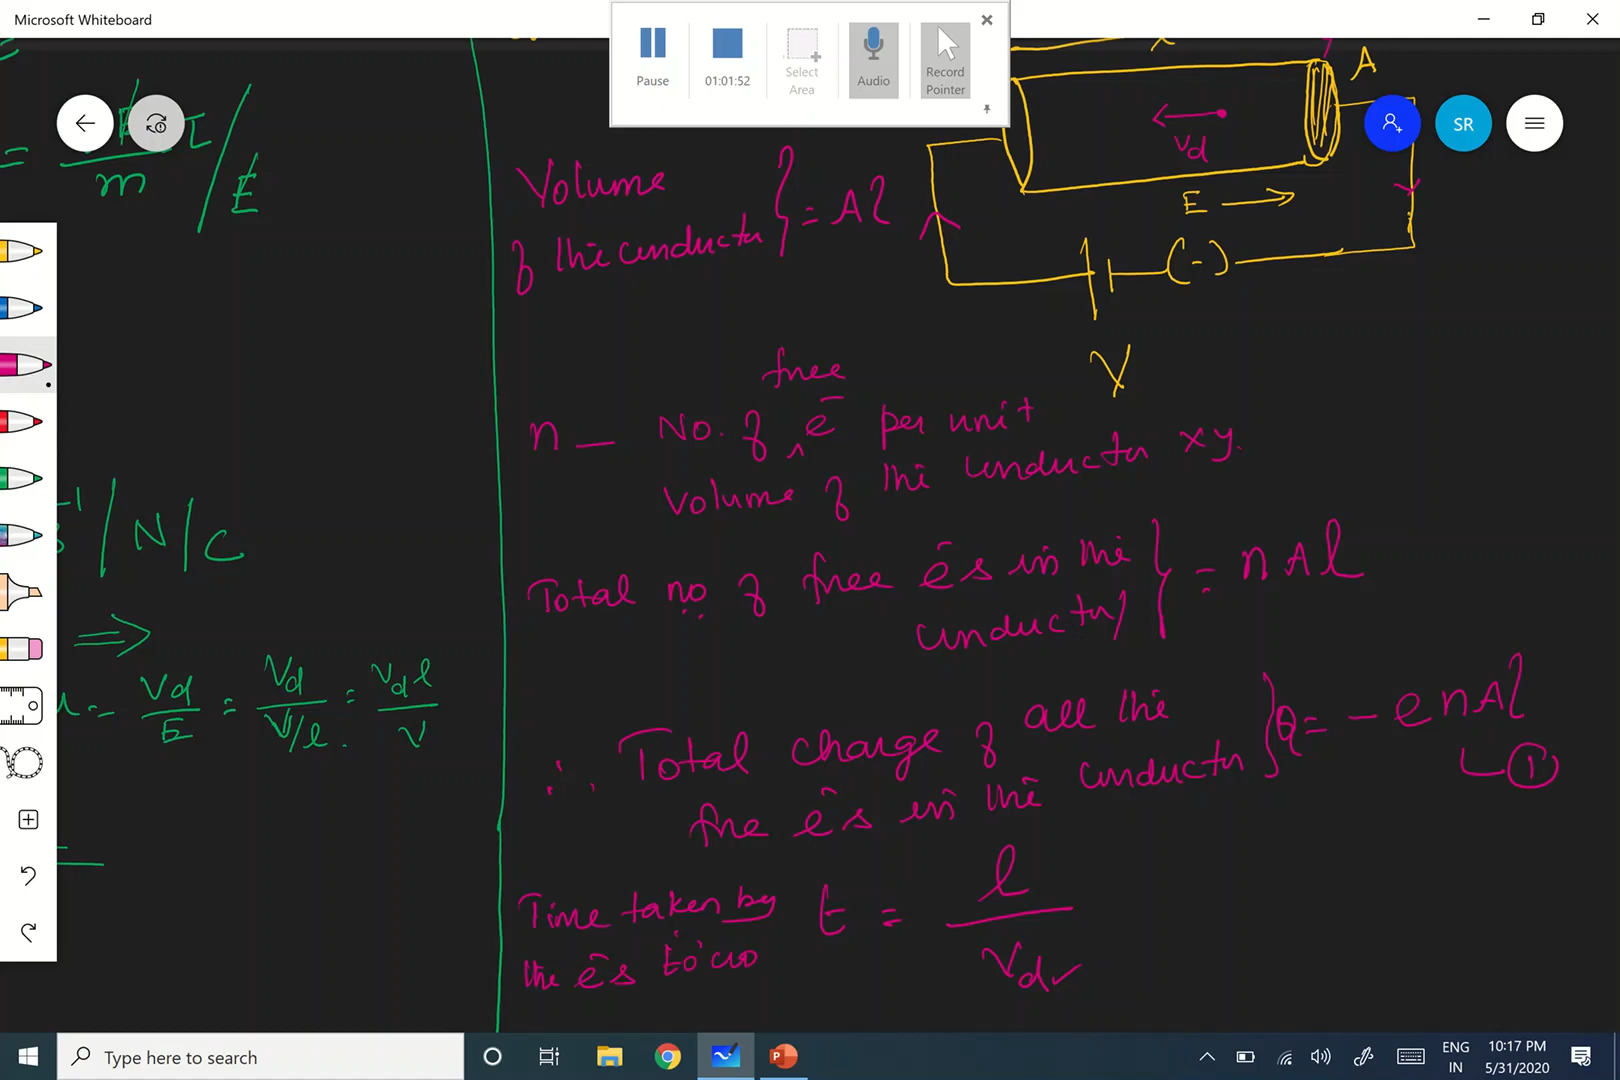 Microsoft Whiteboard
Pause
01:01:52
Select Area
Audio
Record Pointer
A
SR
vd
E
V
= τ / E
m
Volume
of the conductor } = Al
free
n — No. of e⁻ per unit
volume of the conductor xy.
Total no of free e⁻s in the
conductor } = nAl
∴ Total charge of all the
free e⁻s in the conductor } Q = - enAl
①
Time taken by
the e⁻s to cross t = l / vd
-1 / N / C
⇒
= Vd / E = Vd / V/l = Vd l / V
Type here to search
ENG
IN
10:17 PM
5/31/2020